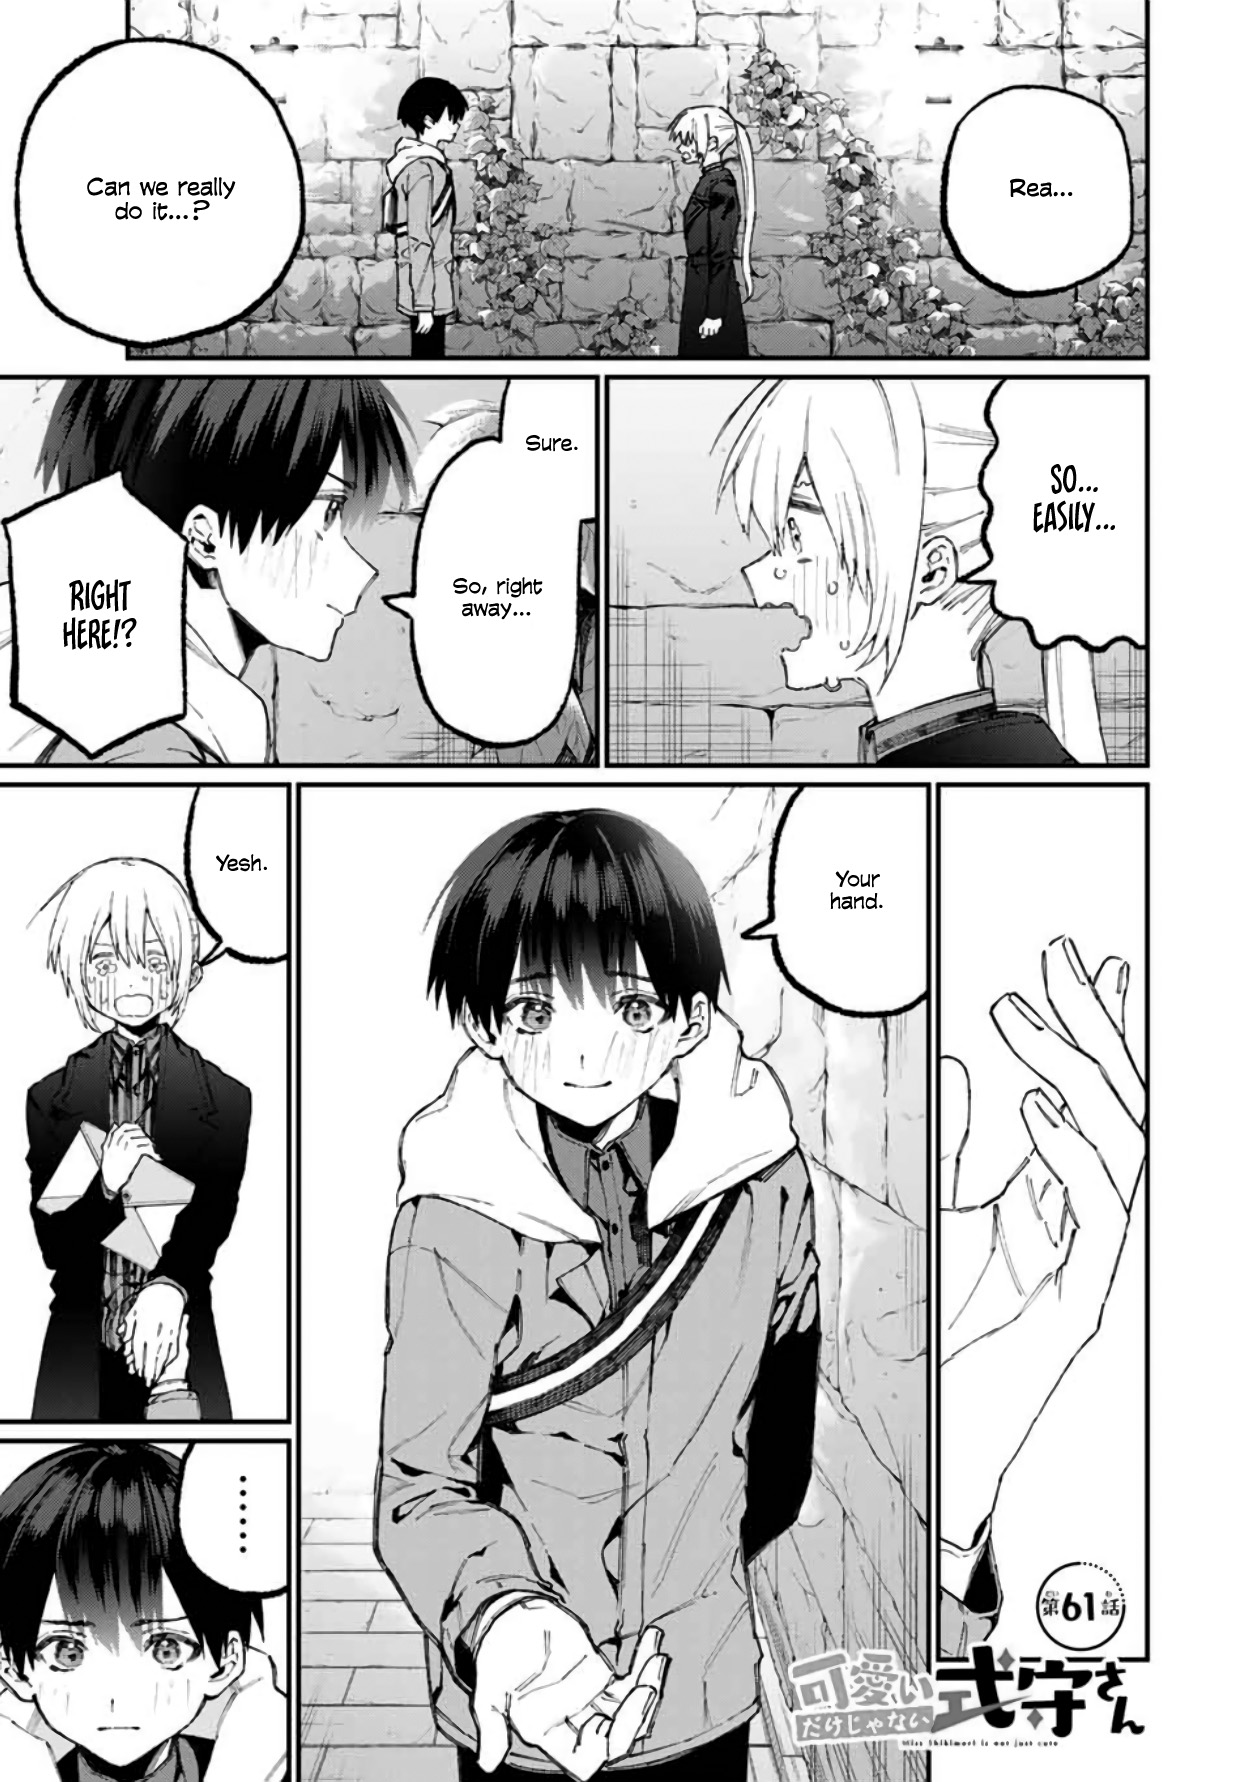 Rea...
Can we really
do it...?
SO...
EASILY...
Sure.
So, right
away...
RIGHT
HERE!?
Your
hand.
Yesh.
......
第61話
可愛い
だけじゃない
式守さん
Miss Shikimori is not just cute